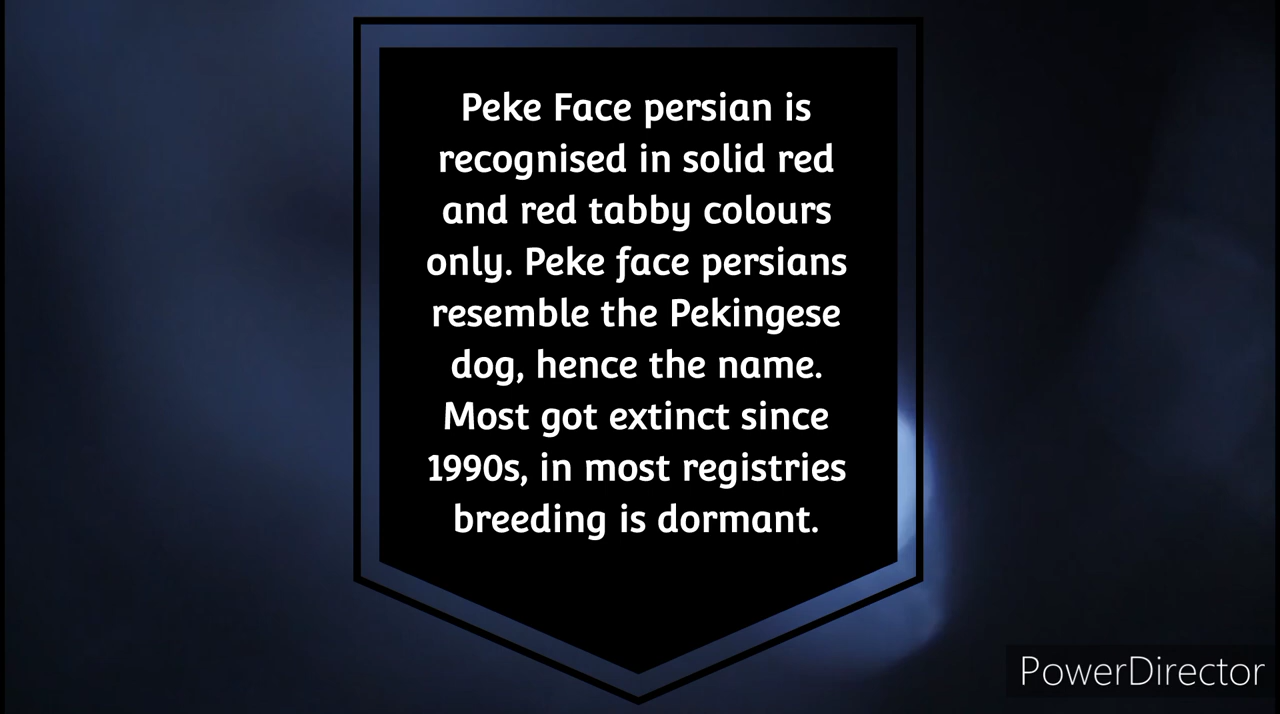 Peke Face persian is
recognised in solid red
and red tabby colours
only. Peke face persians
resemble the Pekingese
dog, hence the name.
Most got extinct since
1990s, in most registries
breeding is dormant.
PowerDirector